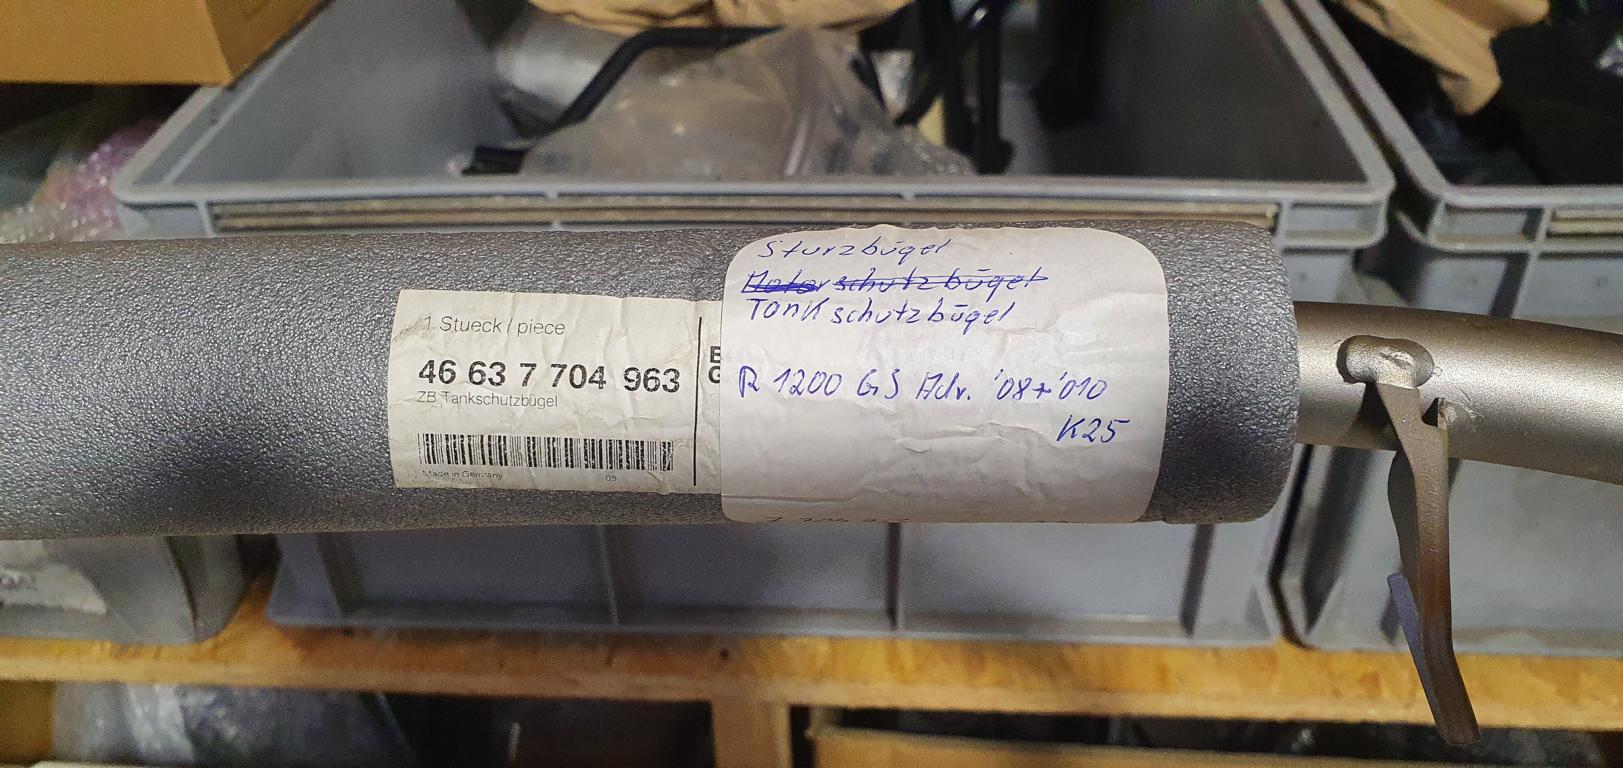 1 Stueck / piece
46 63 7 704 963
ZB Tankschutzbügel
Made in Germany
05
Sturzbügel
Motorschutzbügel
Tankschutzbügel
R 1200 GS Adv. '08+'010
K25